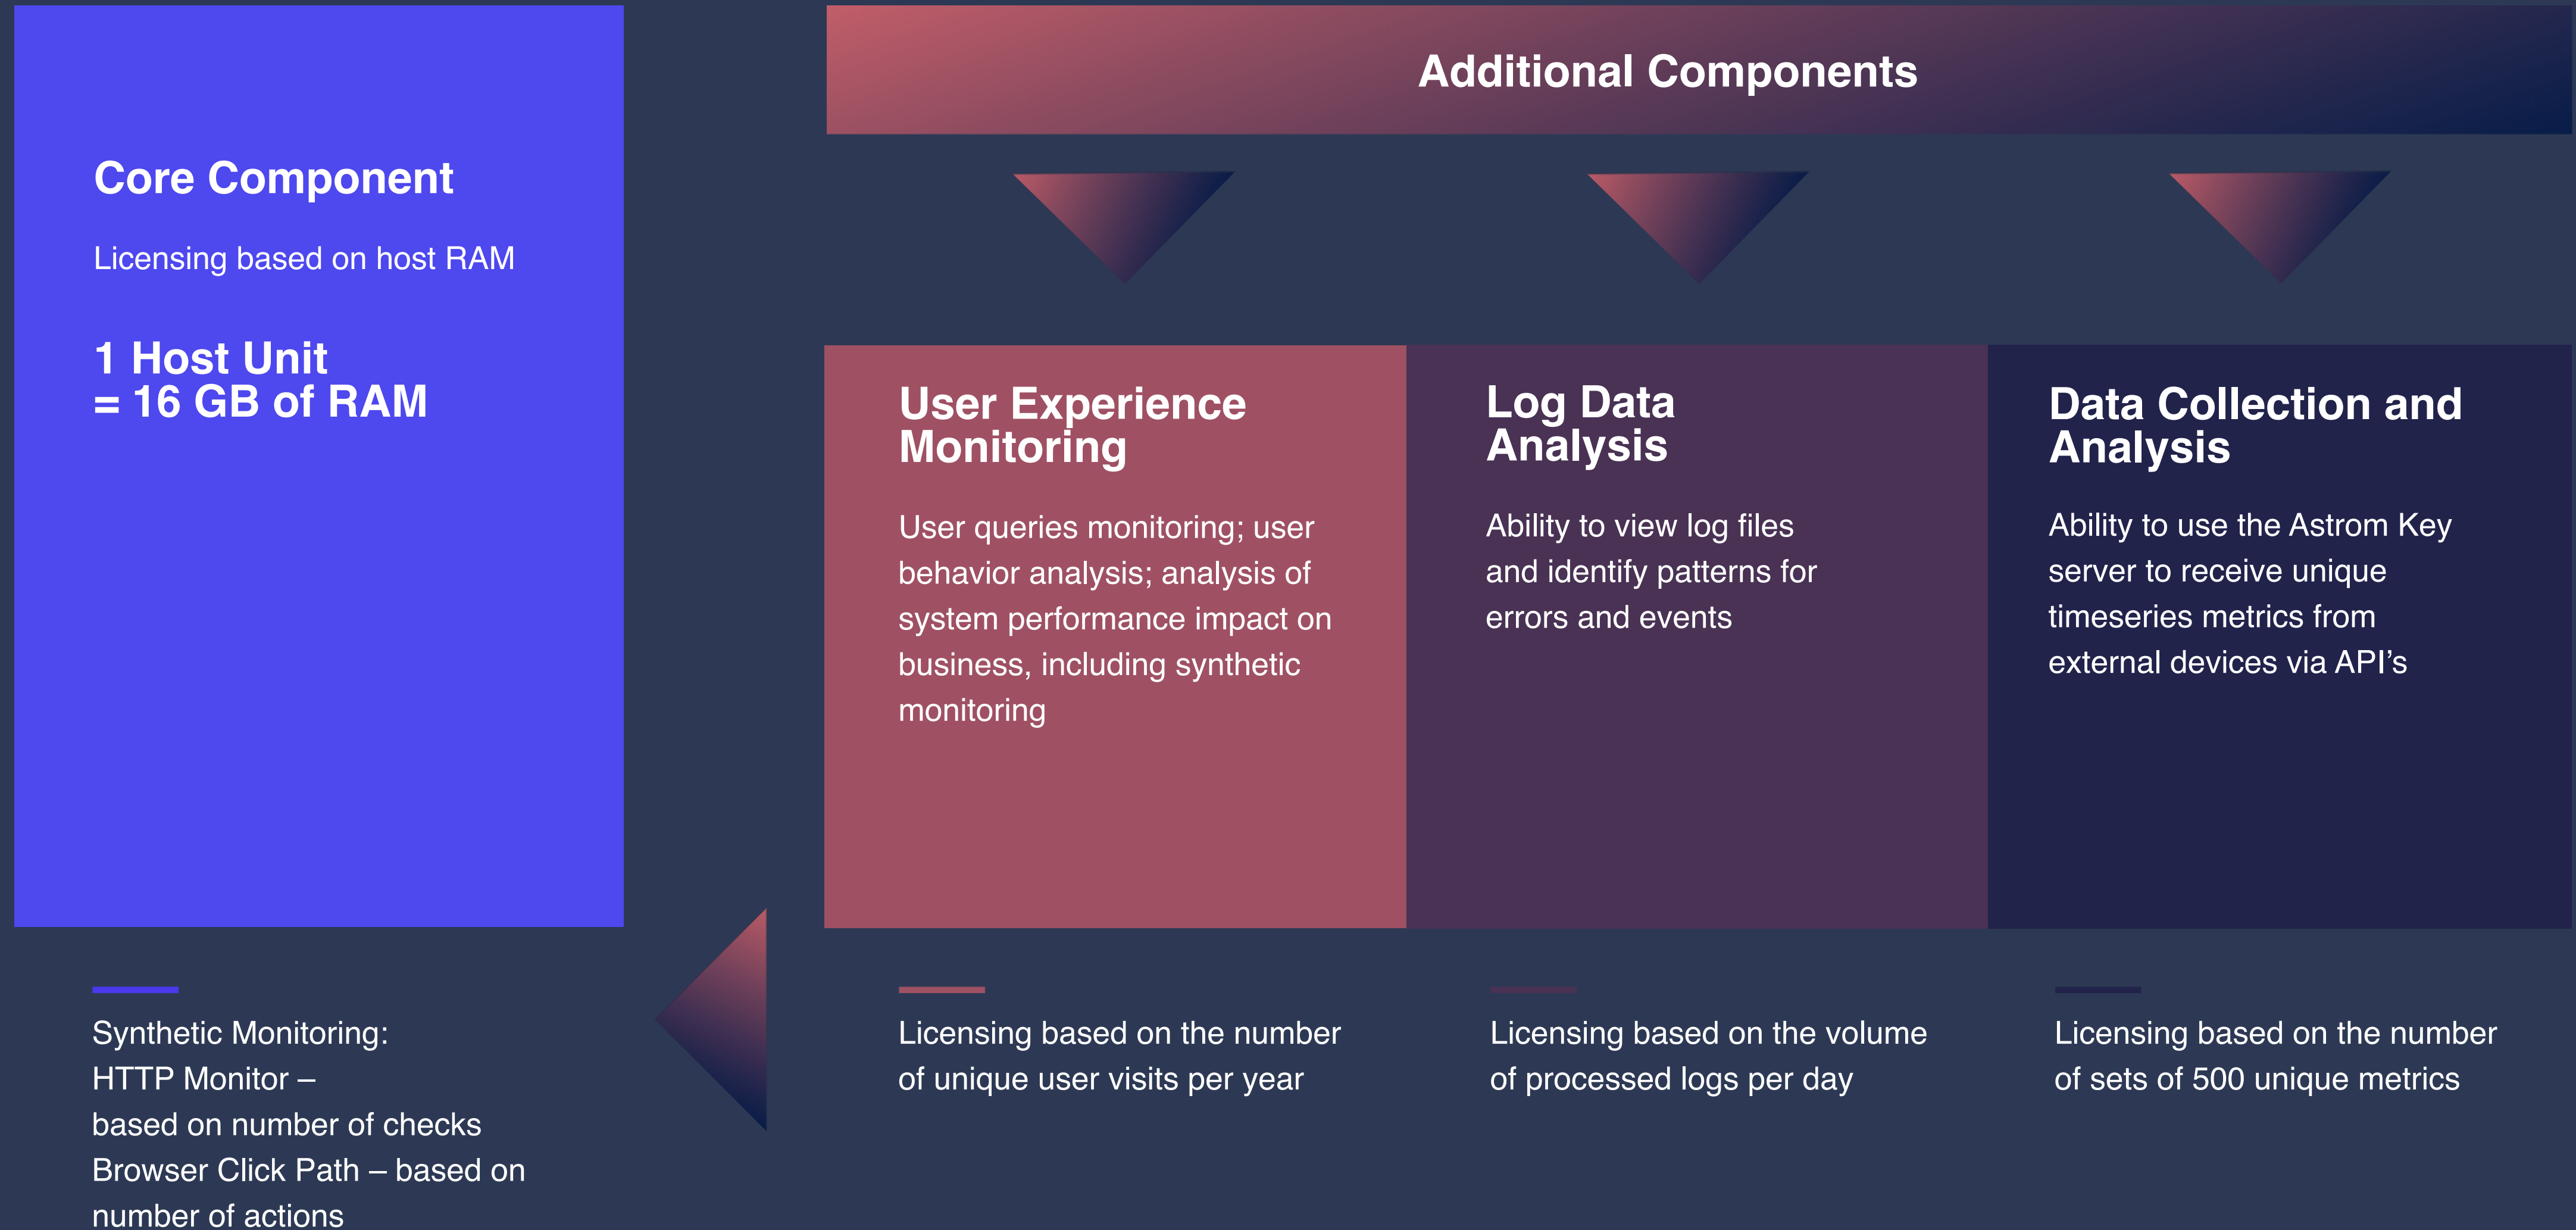 Core Component
Licensing based on host RAM
1 Host Unit
= 16 GB of RAM
Synthetic Monitoring:
HTTP Monitor –
based on number of checks
Browser Click Path – based on
number of actions
Additional Components
User Experience
Monitoring
User queries monitoring; user
behavior analysis; analysis of
system performance impact on
business, including synthetic
monitoring
Licensing based on the number
of unique user visits per year
Log Data
Analysis
Ability to view log files
and identify patterns for
errors and events
Licensing based on the volume
of processed logs per day
Data Collection and
Analysis
Ability to use the Astrom Key
server to receive unique
timeseries metrics from
external devices via API’s
Licensing based on the number
of sets of 500 unique metrics